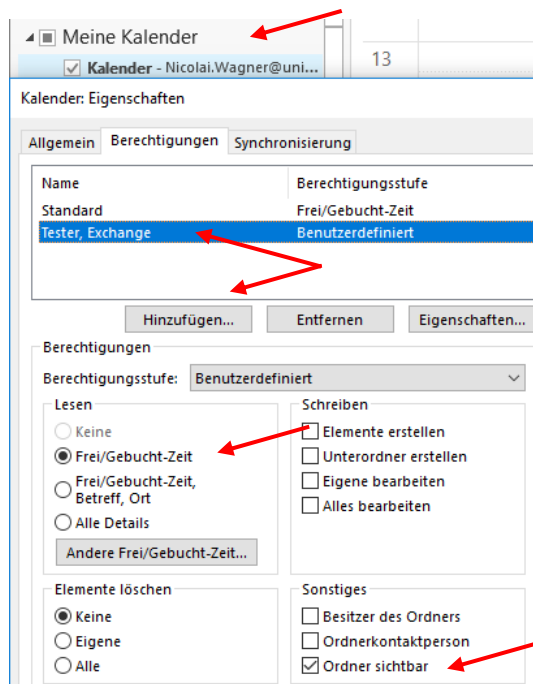 Meine Kalender
Kalender - Nicolai.Wagner@uni...
13
Kalender: Eigenschaften
Allgemein Berechtigungen Synchronisierung
Name Berechtigungsstufe
Standard Frei/Gebucht-Zeit
Tester, Exchange Benutzerdefiniert
Hinzufügen... Entfernen Eigenschaften...
Berechtigungen
Berechtigungsstufe: Benutzerdefiniert
Lesen
Keine
Frei/Gebucht-Zeit
Frei/Gebucht-Zeit,
Betreff, Ort
Alle Details
Andere Frei/Gebucht-Zeit...
Schreiben
Elemente erstellen
Unterordner erstellen
Eigene bearbeiten
Alles bearbeiten
Elemente löschen
Keine
Eigene
Alle
Sonstiges
Besitzer des Ordners
Ordnerkontaktperson
Ordner sichtbar